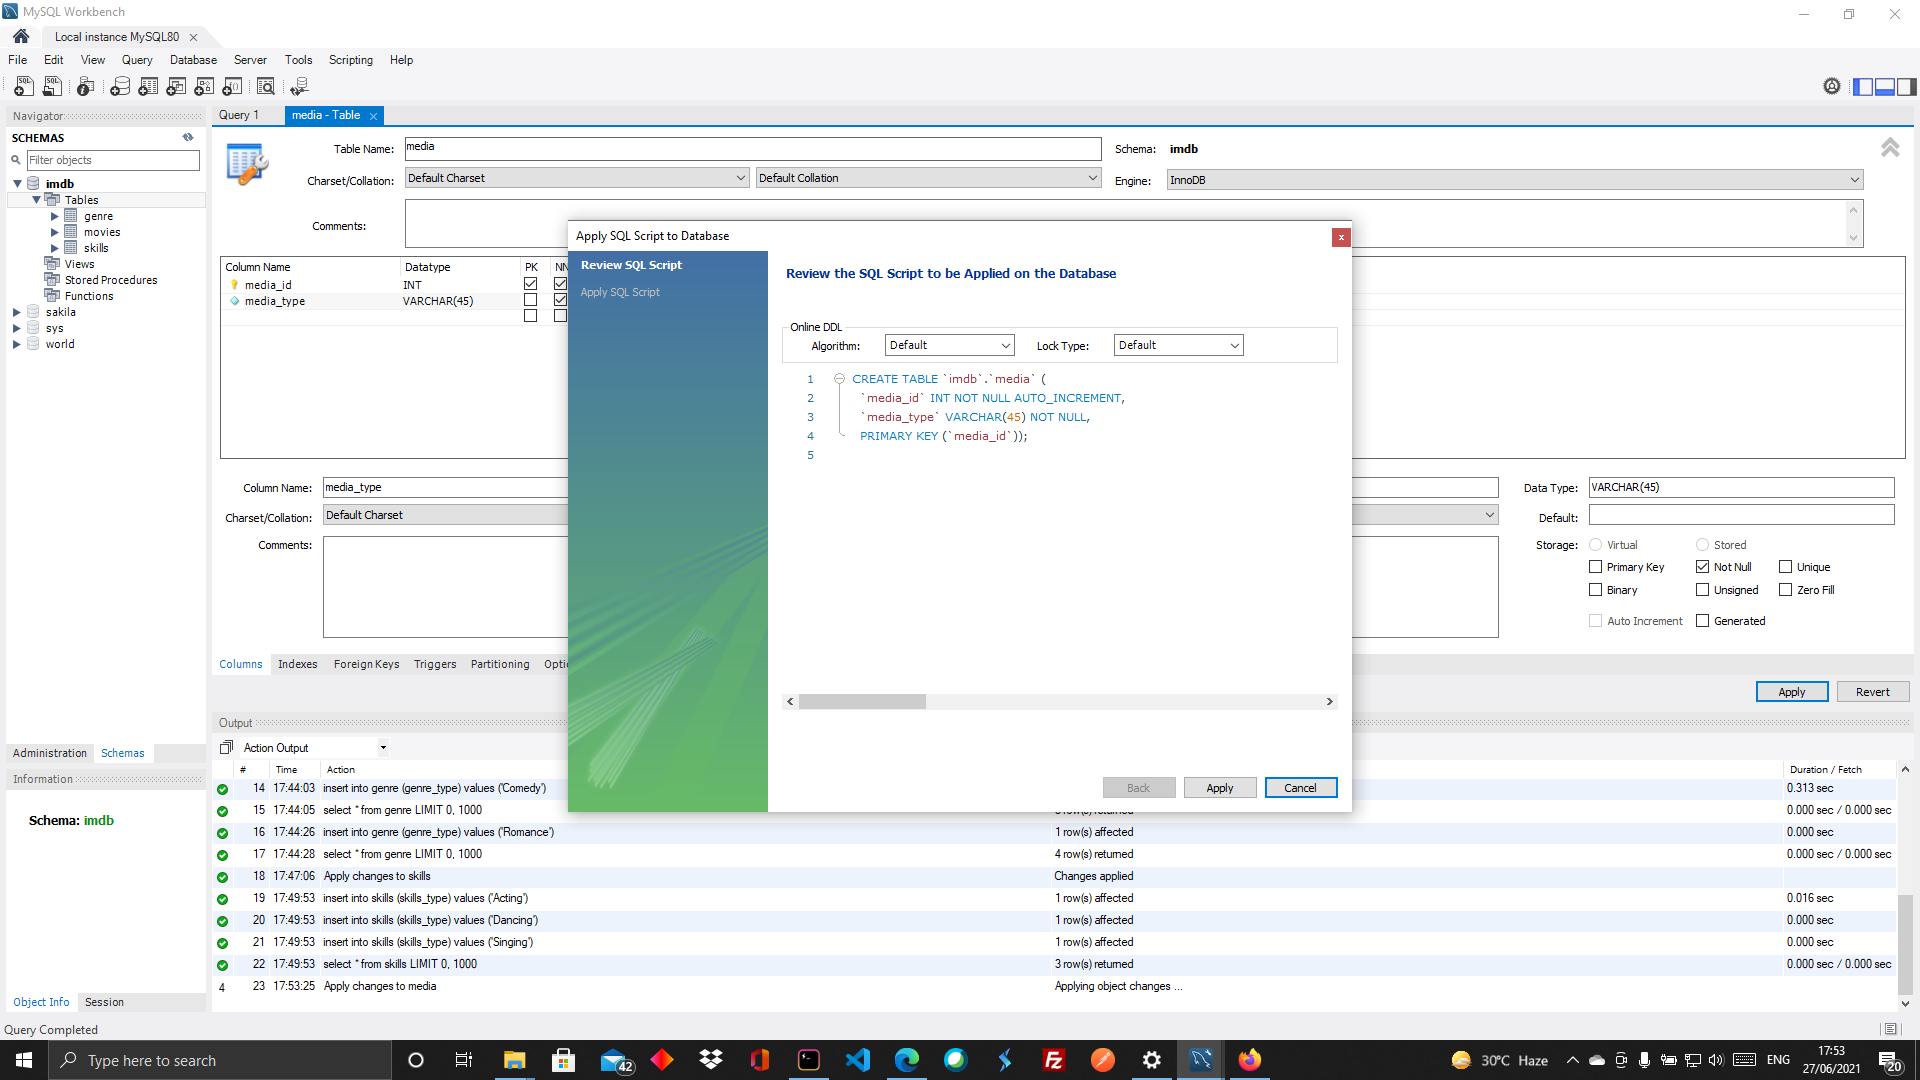 MySQL Workbench
Local instance MySQL80
File Edit View Query Database Server Tools Scripting Help
Navigator
SCHEMAS
Filter objects
imdb
Tables
genre
movies
skills
Views
Stored Procedures
Functions
sakila
sys
world
Administration Schemas
Information
Schema: imdb
Object Info Session
Query Completed
Query 1 media - Table
Table Name: media Schema: imdb
Charset/Collation: Default Charset Default Collation Engine: InnoDB
Comments:
Column Name Datatype PK NN
media_id INT
media_type VARCHAR(45)
Column Name: media_type Data Type: VARCHAR(45)
Charset/Collation: Default Charset Default:
Comments: Storage: Virtual Stored
Primary Key Not Null Unique
Binary Unsigned Zero Fill
Auto Increment Generated
Columns Indexes Foreign Keys Triggers Partitioning
Apply Revert
Apply SQL Script to Database
Review SQL Script
Apply SQL Script
Review the SQL Script to be Applied on the Database
Online DDL
Algorithm: Default Lock Type: Default
1 CREATE TABLE `imdb`.`media` (
2 `media_id` INT NOT NULL AUTO_INCREMENT,
3 `media_type` VARCHAR(45) NOT NULL,
4 PRIMARY KEY (`media_id`));
5
Back Apply Cancel
Output
Action Output
# Time Action Duration / Fetch
14 17:44:03 insert into genre (genre_type) values ('Comedy') 0.313 sec
15 17:44:05 select * from genre LIMIT 0, 1000 0.000 sec / 0.000 sec
16 17:44:26 insert into genre (genre_type) values ('Romance') 1 row(s) affected 0.000 sec
17 17:44:28 select * from genre LIMIT 0, 1000 4 row(s) returned 0.000 sec / 0.000 sec
18 17:47:06 Apply changes to skills Changes applied
19 17:49:53 insert into skills (skills_type) values ('Acting') 1 row(s) affected 0.016 sec
20 17:49:53 insert into skills (skills_type) values ('Dancing') 1 row(s) affected 0.000 sec
21 17:49:53 insert into skills (skills_type) values ('Singing') 1 row(s) affected 0.000 sec
22 17:49:53 select * from skills LIMIT 0, 1000 3 row(s) returned 0.000 sec / 0.000 sec
4 23 17:53:25 Apply changes to media Applying object changes ...
Type here to search
42
30°C Haze
ENG
17:53
27/06/2021
20